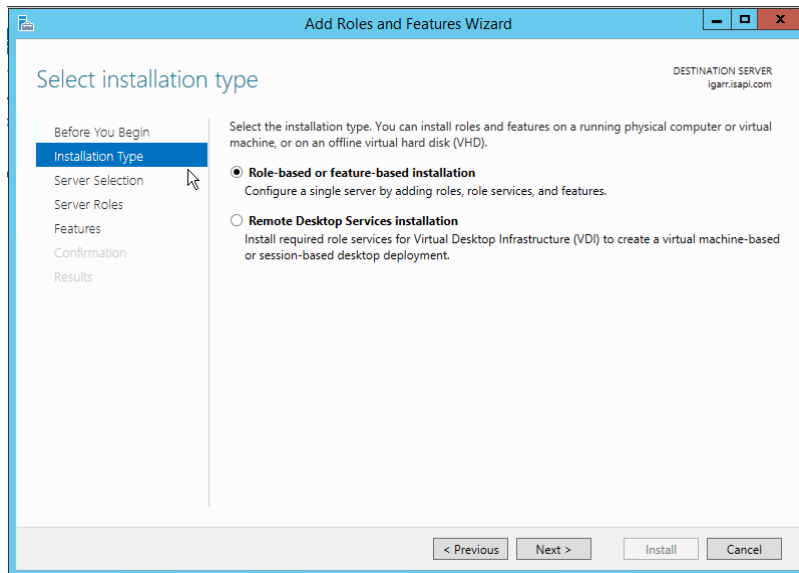 Add Roles and Features Wizard
x
Select installation type
DESTINATION SERVER
igarr.isapi.com
Before You Begin
Installation Type
Server Selection
Server Roles
Features
Confirmation
Results
Select the installation type. You can install roles and features on a running physical computer or virtual
machine, or on an offline virtual hard disk (VHD).
Role-based or feature-based installation
Configure a single server by adding roles, role services, and features.
Remote Desktop Services installation
Install required role services for Virtual Desktop Infrastructure (VDI) to create a virtual machine-based
or session-based desktop deployment.
< Previous
Next >
Install
Cancel